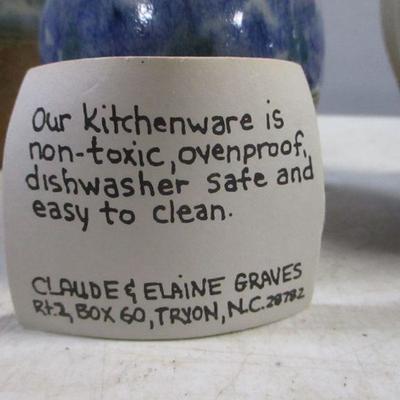 Our kitchenware is
non-toxic, ovenproof,
dishwasher safe and
easy to clean.
CLAUDE & ELAINE GRAVES
Rt. 2, BOX 60, TRYON, N.C. 28782